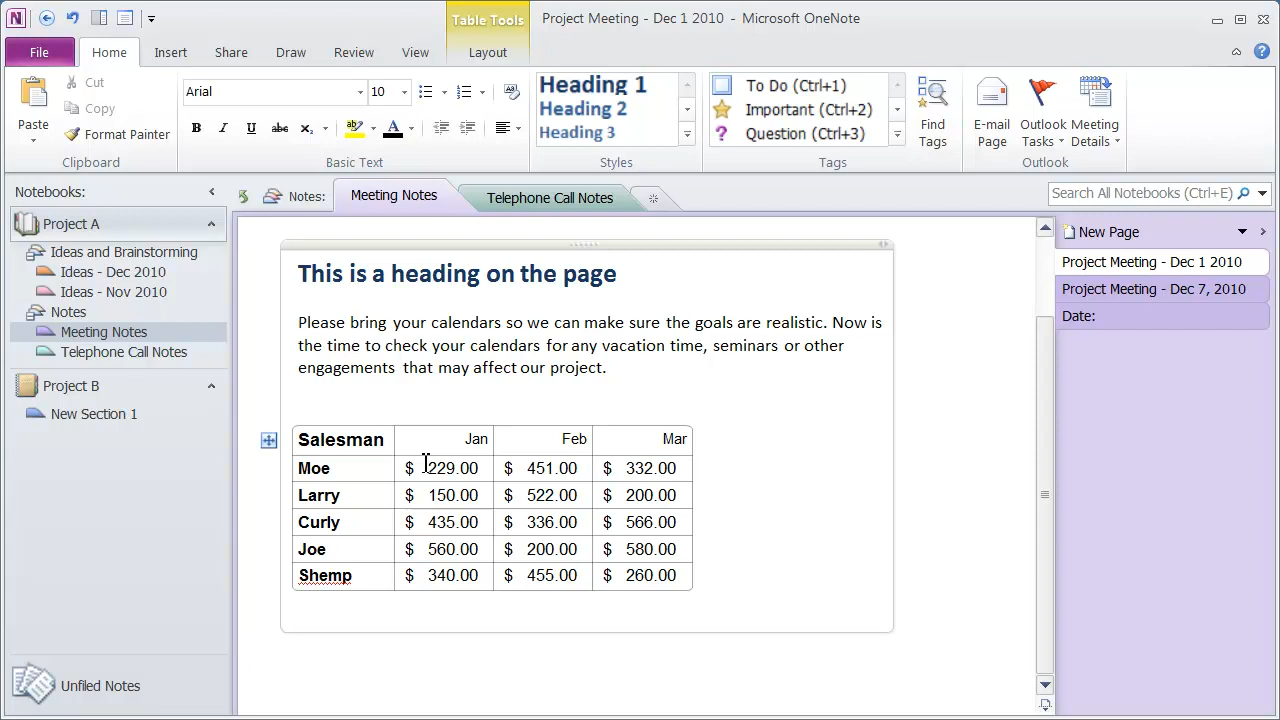 Table Tools
Project Meeting - Dec 1 2010 - Microsoft OneNote
File Home Insert Share Draw Review View Layout
Paste
Cut
Copy
Format Painter
Clipboard
Arial 10
B I U abc x₂ ab A
Basic Text
Heading 1
Heading 2
Heading 3
Styles
To Do (Ctrl+1)
Important (Ctrl+2)
Question (Ctrl+3)
Tags
Find Tags
E-mail Page
Outlook Tasks
Meeting Details
Outlook
Notebooks:
Project A
Ideas and Brainstorming
Ideas - Dec 2010
Ideas - Nov 2010
Notes
Meeting Notes
Telephone Call Notes
Project B
New Section 1
Unfiled Notes
Notes: Meeting Notes Telephone Call Notes
Search All Notebooks (Ctrl+E)
This is a heading on the page
Please bring your calendars so we can make sure the goals are realistic. Now is
the time to check your calendars for any vacation time, seminars or other
engagements that may affect our project.
Salesman Jan Feb Mar
Moe $ 229.00 $ 451.00 $ 332.00
Larry $ 150.00 $ 522.00 $ 200.00
Curly $ 435.00 $ 336.00 $ 566.00
Joe $ 560.00 $ 200.00 $ 580.00
Shemp $ 340.00 $ 455.00 $ 260.00
New Page
Project Meeting - Dec 1 2010
Project Meeting - Dec 7, 2010
Date: